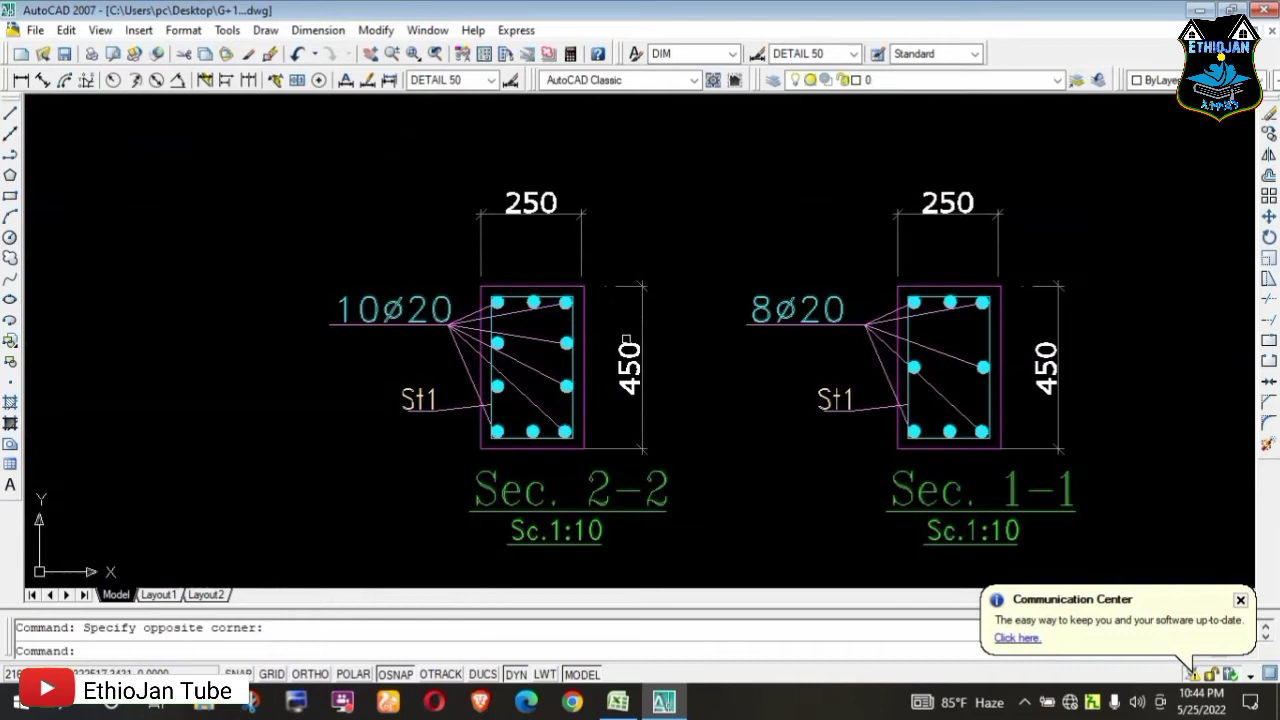 AutoCAD 2007 - [C:\Users\pc\Desktop\G+1...dwg]
File Edit View Insert Format Tools Draw Dimension Modify Window Help Express
DIM DETAIL 50 Standard
DETAIL 50 AutoCAD Classic 0 ByLayer
ETHIOJAN
ኢትዮጃን
250 250
10ø20 8ø20
450 450
St1 St1
Sec. 2-2 Sec. 1-1
Sc.1:10 Sc.1:10
Y
X
A
Model Layout1 Layout2
Communication Center
The easy way to keep you and your software up-to-date.
Click here.
Command: Specify opposite corner:
Command:
SNAP GRID ORTHO POLAR OSNAP OTRACK DUCS DYN LWT MODEL
EthioJan Tube
85°F Haze
10:44 PM
5/25/2022